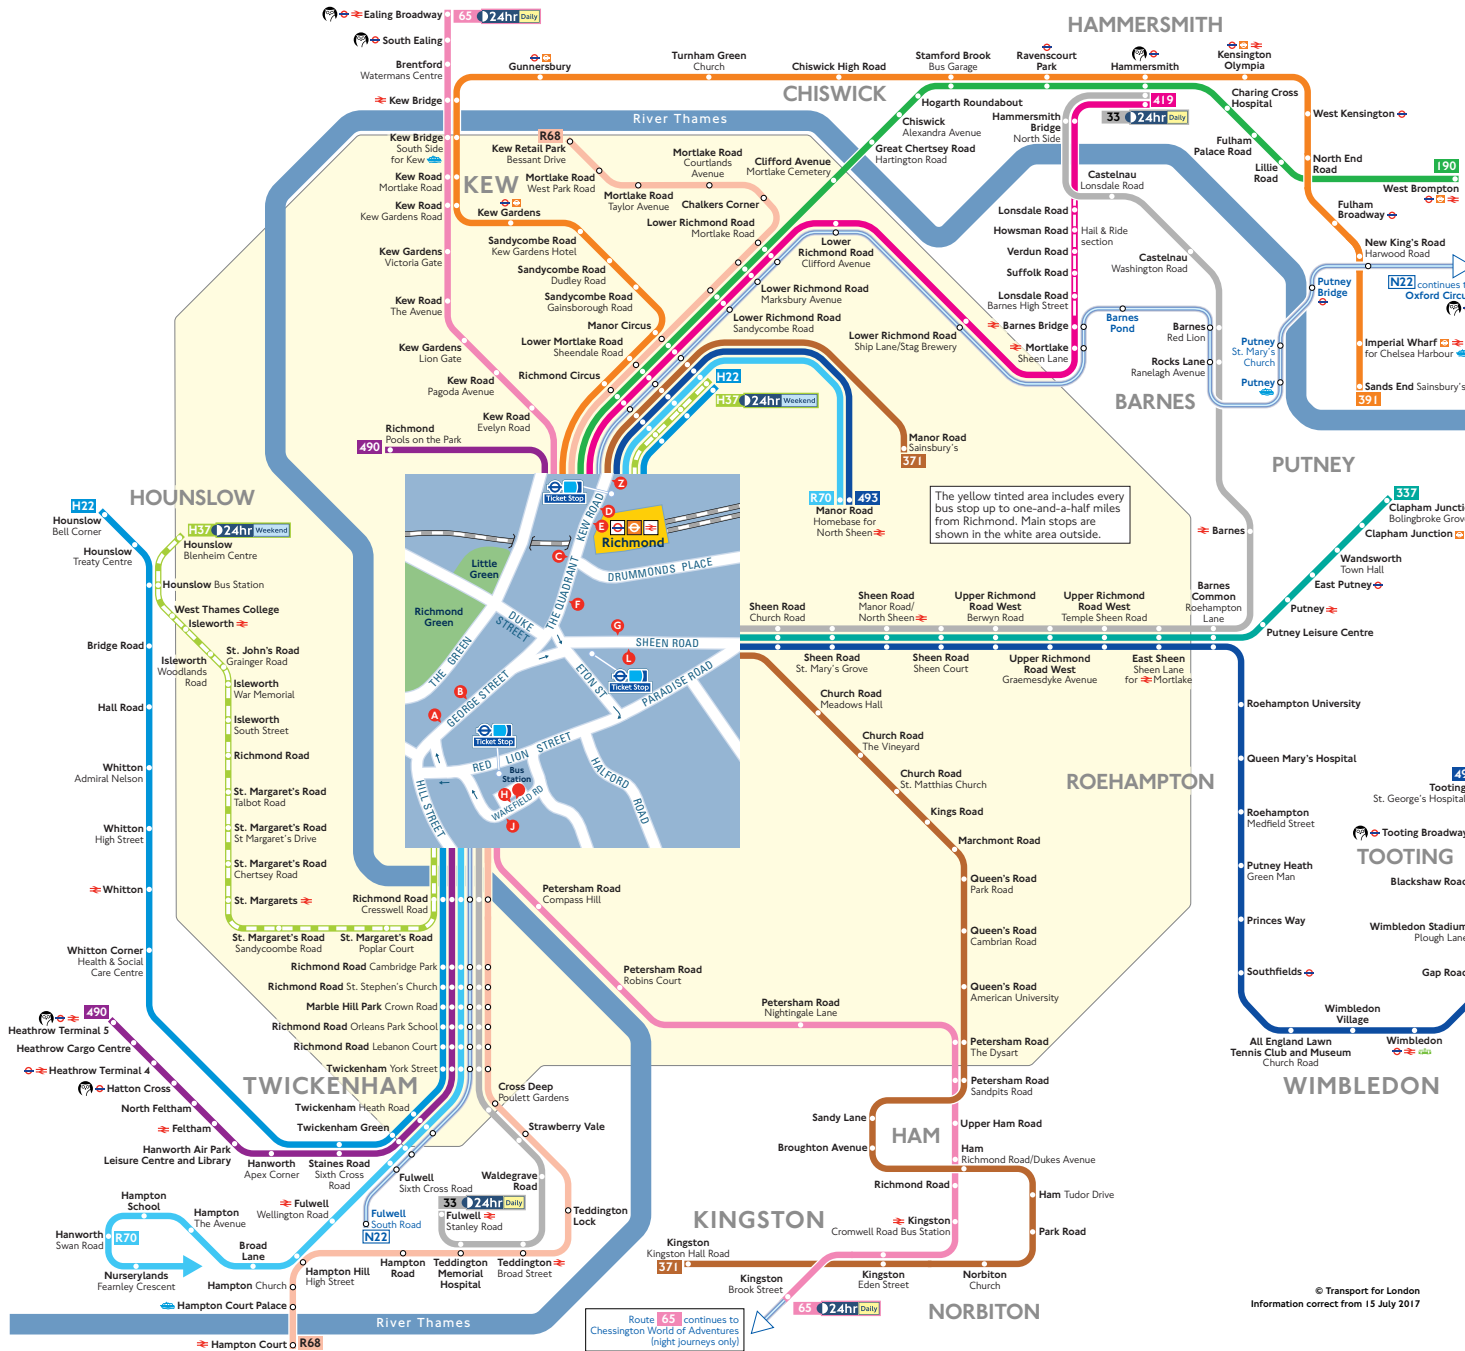 HAMMERSMITH
Ealing Broadway
65 24hr Daily
South Ealing
Brentford
Watermans Centre
Kew Bridge
Kew Bridge
South Side
for Kew
Kew Road
Mortlake Road
Kew Road
Kew Gardens Road
Kew Gardens
Victoria Gate
Kew Road
The Avenue
Kew Gardens
Lion Gate
Kew Road
Pagoda Avenue
Kew Road
Evelyn Road
Richmond
Pools on the Park
490
Gunnersbury
Turnham Green
Church
Chiswick High Road
Stamford Brook
Bus Garage
Ravenscourt
Park
Hammersmith
Kensington
Olympia
CHISWICK
River Thames
Hogarth Roundabout
Chiswick
Alexandra Avenue
Great Chertsey Road
Hartington Road
Clifford Avenue
Mortlake Cemetery
Hammersmith
Bridge
North Side
419
33 24hr Daily
Charing Cross
Hospital
Fulham
Palace Road
Lillie
Road
West Kensington
North End
Road
190
West Brompton
Fulham
Broadway
New King's Road
Harwood Road
N22 continues t
Oxford Circu
Putney
Bridge
Imperial Wharf
for Chelsea Harbour
Sands End Sainsbury's
391
R68
Kew Retail Park
Bessant Drive
KEW
Kew Gardens
Mortlake Road
West Park Road
Mortlake Road
Taylor Avenue
Mortlake Road
Courtlands
Avenue
Chalkers Corner
Lower Richmond Road
Mortlake Road
Sandycombe Road
Kew Gardens Hotel
Sandycombe Road
Dudley Road
Sandycombe Road
Gainsborough Road
Manor Circus
Lower Mortlake Road
Sheendale Road
Richmond Circus
Lower
Richmond Road
Clifford Avenue
Lower Richmond Road
Marksbury Avenue
Lower Richmond Road
Sandycombe Road
Lower Richmond Road
Ship Lane/Stag Brewery
Castelnau
Lonsdale Road
Lonsdale Road
Howsman Road
Hail & Ride
section
Verdun Road
Suffolk Road
Lonsdale Road
Barnes High Street
Barnes Bridge
Mortlake
Sheen Lane
Castelnau
Washington Road
Barnes
Pond
Barnes
Red Lion
Rocks Lane
Ranelagh Avenue
Putney
St. Mary's
Church
Putney
BARNES
PUTNEY
H22
H37 24hr Weekend
Manor Road
Sainsbury's
371
R70 493
Manor Road
Homebase for
North Sheen
The yellow tinted area includes every
bus stop up to one-and-a-half miles
from Richmond. Main stops are
shown in the white area outside.
337
Clapham Juncti
Bolingbroke Grov
Clapham Junction
Wandsworth
Town Hall
East Putney
Putney
Putney Leisure Centre
Barnes
Barnes
Common
Roehampton
Lane
HOUNSLOW
H22
Hounslow
Bell Corner
Hounslow
Treaty Centre
H37 24hr Weekend
Hounslow
Blenheim Centre
Hounslow Bus Station
West Thames College
Isleworth
Bridge Road
Isleworth
Woodlands
Road
St. John's Road
Grainger Road
Isleworth
War Memorial
Isleworth
South Street
Richmond Road
St. Margaret's Road
Talbot Road
St. Margaret's Road
St Margaret's Drive
St. Margaret's Road
Chertsey Road
St. Margarets
St. Margaret's Road
Sandycoombe Road
St. Margaret's Road
Poplar Court
Hall Road
Whitton
Admiral Nelson
Whitton
High Street
Whitton
Whitton Corner
Health & Social
Care Centre
Ticket Stop
Z
D
E
Richmond
KEW ROAD
C
Little
Green
DRUMMONDS PLACE
Richmond
Green
THE QUADRANT
F
DUKE
STREET
G
SHEEN ROAD
THE GREEN
L
ETON ST
Ticket Stop
PARADISE ROAD
B
A
GEORGE STREET
Ticket Stop
RED LION STREET
Bus
Station
H
WAKEFIELD RD
J
HALFORD
ROAD
HILL STREET
Sheen Road
Church Road
Sheen Road
Manor Road/
North Sheen
Upper Richmond
Road West
Berwyn Road
Upper Richmond
Road West
Temple Sheen Road
Sheen Road
St. Mary's Grove
Sheen Road
Sheen Court
Upper Richmond
Road West
Graemesdyke Avenue
East Sheen
Sheen Lane
for Mortlake
Church Road
Meadows Hall
Church Road
The Vineyard
Church Road
St. Matthias Church
Kings Road
Marchmont Road
Queen's Road
Park Road
Queen's Road
Cambrian Road
Queen's Road
American University
Petersham Road
The Dysart
Petersham Road
Sandpits Road
ROEHAMPTON
Roehampton University
Queen Mary's Hospital
Roehampton
Medfield Street
Putney Heath
Green Man
Princes Way
Southfields
49
Tooting
St. George's Hospital
Tooting Broadway
TOOTING
Blackshaw Road
Wimbledon Stadium
Plough Lane
Gap Road
Wimbledon
Village
All England Lawn
Tennis Club and Museum
Church Road
Wimbledon
WIMBLEDON
Richmond Road
Cresswell Road
Richmond Road Cambridge Park
Richmond Road St. Stephen's Church
Marble Hill Park Crown Road
Richmond Road Orleans Park School
Richmond Road Lebanon Court
Twickenham York Street
Petersham Road
Compass Hill
Petersham Road
Robins Court
Petersham Road
Nightingale Lane
490
Heathrow Terminal 5
Heathrow Cargo Centre
Heathrow Terminal 4
Hatton Cross
North Feltham
Feltham
Hanworth Air Park
Leisure Centre and Library
TWICKENHAM
Twickenham Heath Road
Twickenham Green
Hanworth
Apex Corner
Staines Road
Sixth Cross
Road
Cross Deep
Poulett Gardens
Strawberry Vale
Waldegrave
Road
Teddington
Lock
Fulwell
Sixth Cross Road
Fulwell
Wellington Road
Fulwell
South Road
N22
33 24hr Daily
Fulwell
Stanley Road
Hampton
School
Hampton
The Avenue
Hanworth
Swan Road
R70
Nurserylands
Fearnley Crescent
Broad
Lane
Hampton Hill
High Street
Hampton
Road
Teddington
Memorial
Hospital
Teddington
Broad Street
Hampton Church
Hampton Court Palace
Hampton Court R68
River Thames
Sandy Lane
Broughton Avenue
HAM
Upper Ham Road
Ham
Richmond Road/Dukes Avenue
Richmond Road
Ham Tudor Drive
Park Road
KINGSTON
Kingston
Cromwell Road Bus Station
Kingston
Kingston Hall Road
371
Kingston
Brook Street
Kingston
Eden Street
Norbiton
Church
NORBITON
65 24hr Daily
Route 65 continues to
Chessington World of Adventures
(night journeys only)
© Transport for London
Information correct from 15 July 2017